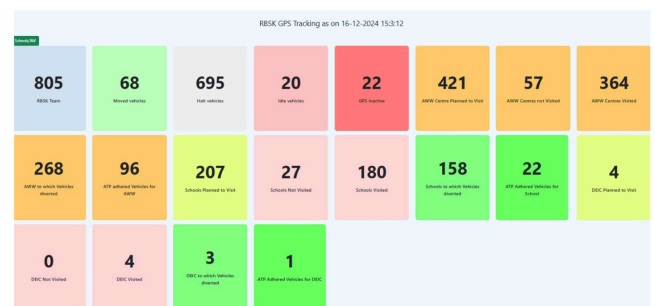 RBSK GPS Tracking as on 16-12-2024 15:3:12
Schools/AW
805
RBSK Team
68
Moved vehicles
695
Halt vehicles
20
Idle vehicles
22
GPS Inactive
421
AWW Centre Planned to Visit
57
AWW Centres not Visited
364
AWW Centres Visited
268
AWW to which Vehicles
diverted
96
ATP adhered Vehicles for
AWW
207
Schools Planned to Visit
27
Schools Not Visited
180
Schools Visited
158
Schools to which Vehicles
diverted
22
ATP Adhered Vehicles for
School
4
DEIC Planned to Visit
0
DEIC Not Visited
4
DEIC Visited
3
DEIC to which Vehicles
diverted
1
ATP Adhered Vehicles for DEIC